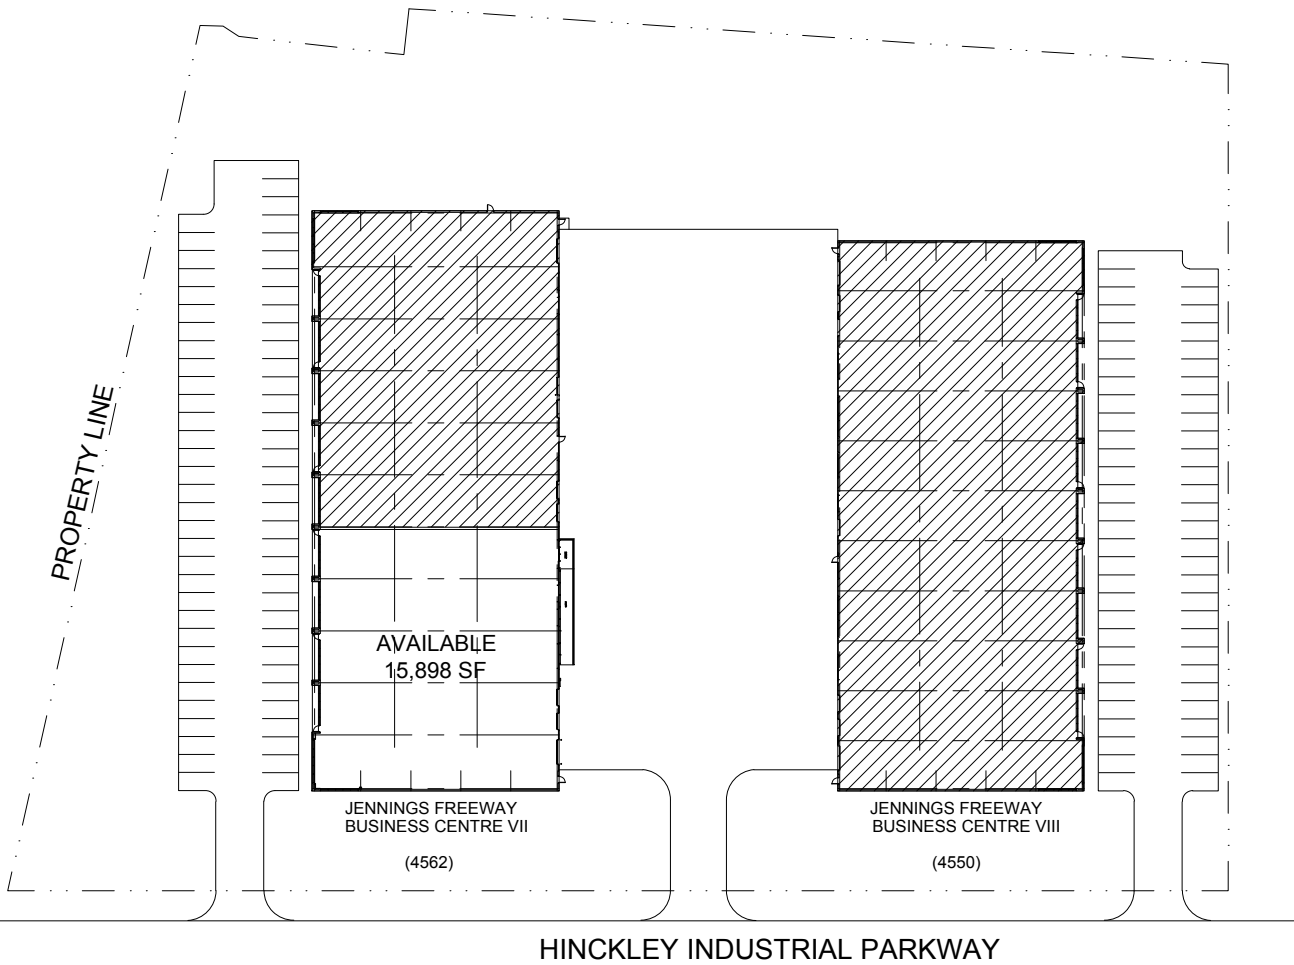 PROPERTY LINE
AVAILABLE
15,898 SF
JENNINGS FREEWAY
BUSINESS CENTRE VII
(4562)
JENNINGS FREEWAY
BUSINESS CENTRE VIII
(4550)
HINCKLEY INDUSTRIAL PARKWAY